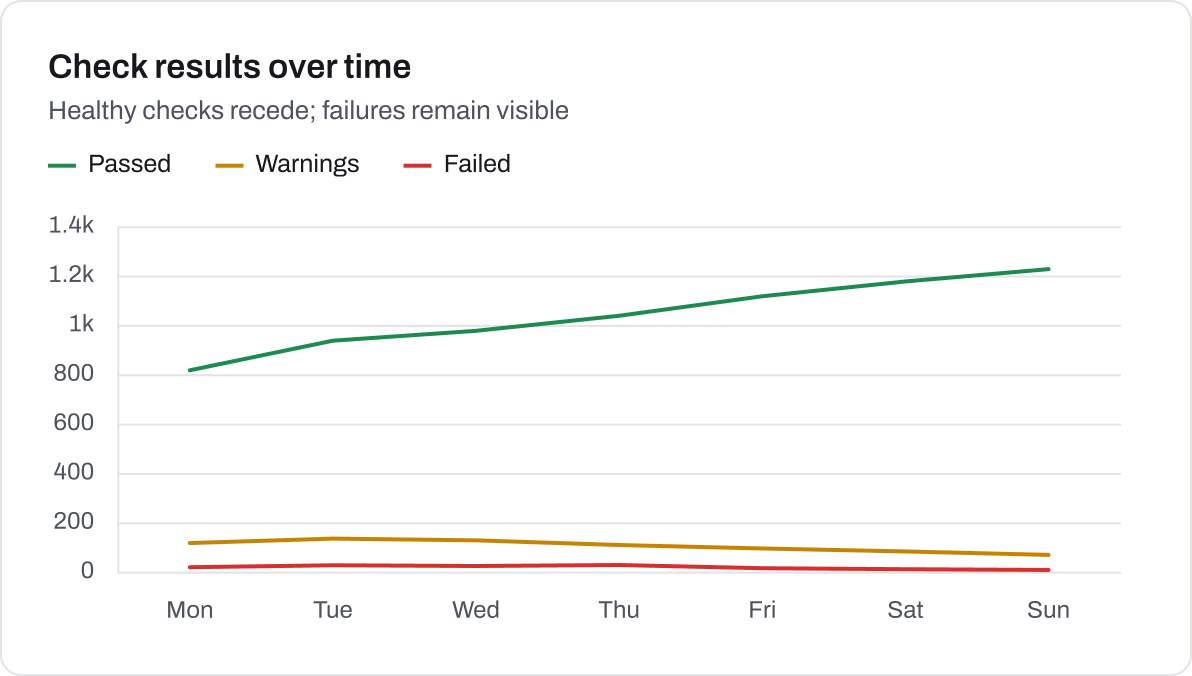 Check results over time
Healthy checks recede; failures remain visible
Passed Warnings Failed
1.4k
1.2k
1k
800
600
400
200
0
Mon Tue Wed Thu Fri Sat Sun